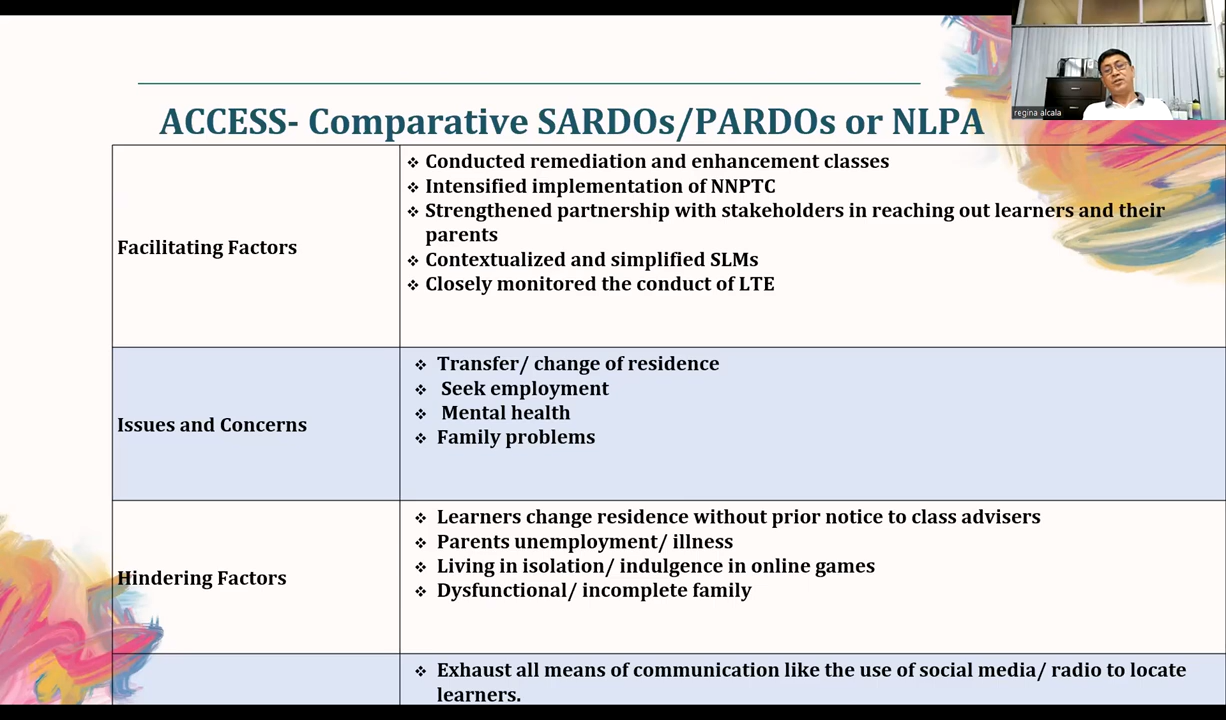 regina alcala
ACCESS- Comparative SARDOs/PARDOs or NLPA
Facilitating Factors
❖ Conducted remediation and enhancement classes
❖ Intensified implementation of NNPTC
❖ Strengthened partnership with stakeholders in reaching out learners and their
parents
❖ Contextualized and simplified SLMs
❖ Closely monitored the conduct of LTE
Issues and Concerns
❖ Transfer/ change of residence
❖ Seek employment
❖ Mental health
❖ Family problems
Hindering Factors
❖ Learners change residence without prior notice to class advisers
❖ Parents unemployment/ illness
❖ Living in isolation/ indulgence in online games
❖ Dysfunctional/ incomplete family
❖ Exhaust all means of communication like the use of social media/ radio to locate
learners.